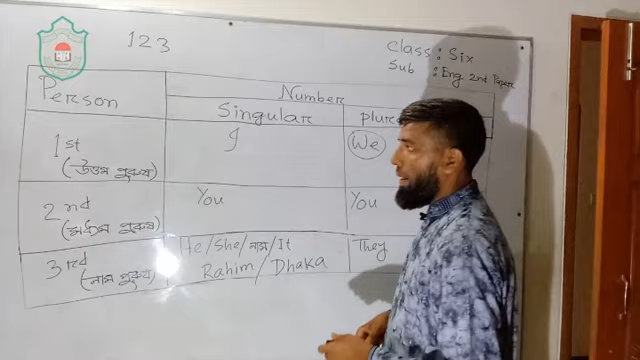 123
Class: Six
Sub: Eng 2nd Paper
Person
Number
Singular
1st
I
We
(উত্তম পুরুষ)
2nd
You
You
(মধ্যম পুরুষ)
3rd
He/She/নাম/It
They
(নাম পুরুষ)
Rahim/Dhaka